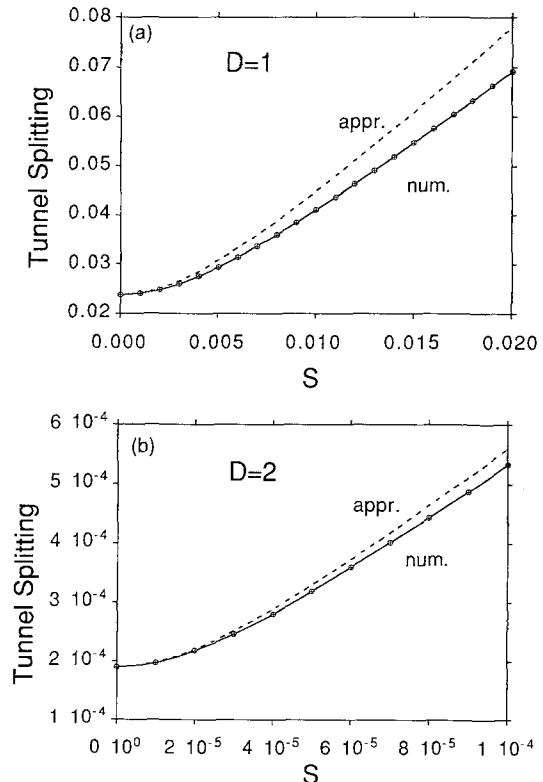 0.08
(a)
D=1
0.07
appr.
0.06
0.05
num.
0.04
0.03
0.02
Tunnel Splitting
0.000 0.005 0.010 0.015 0.020
S
6 10⁻⁴
(b)
D=2
5 10⁻⁴
appr.
4 10⁻⁴
num.
3 10⁻⁴
2 10⁻⁴
1 10⁻⁴
Tunnel Splitting
0 10⁰ 2 10⁻⁵ 4 10⁻⁵ 6 10⁻⁵ 8 10⁻⁵ 1 10⁻⁴
S